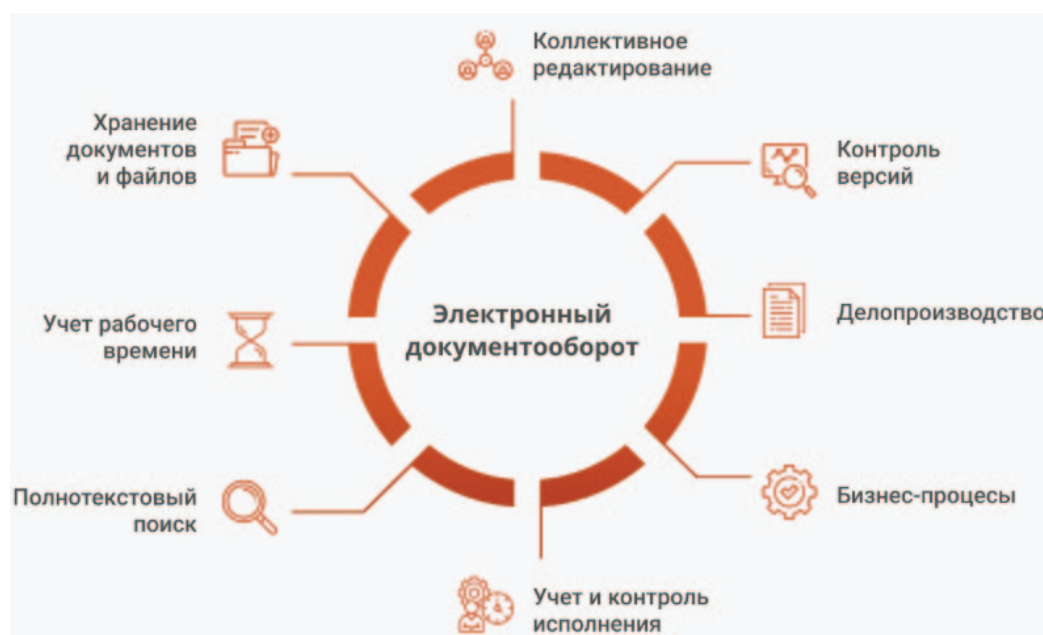 Коллективное
редактирование
Хранение
документов
и файлов
Контроль
версий
Учет рабочего
времени
Электронный
документооборот
Делопроизводство
Полнотекстовый
поиск
Бизнес-процесы
Учет и контроль
исполнения